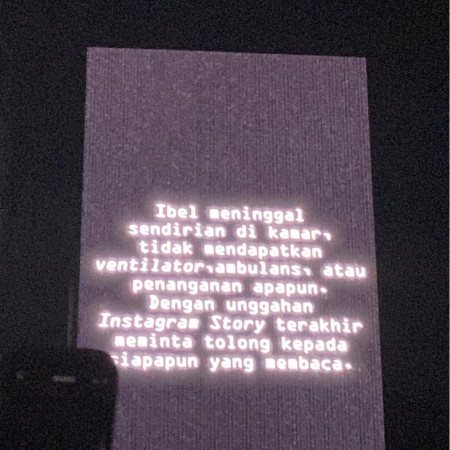 Ibel meninggal
sendirian di kamar,
tidak mendapatkan
ventilator,ambulans, atau
penanganan apapun.
Dengan unggahan
Instagram Story terakhir
meminta tolong kepada
siapapun yang membaca.